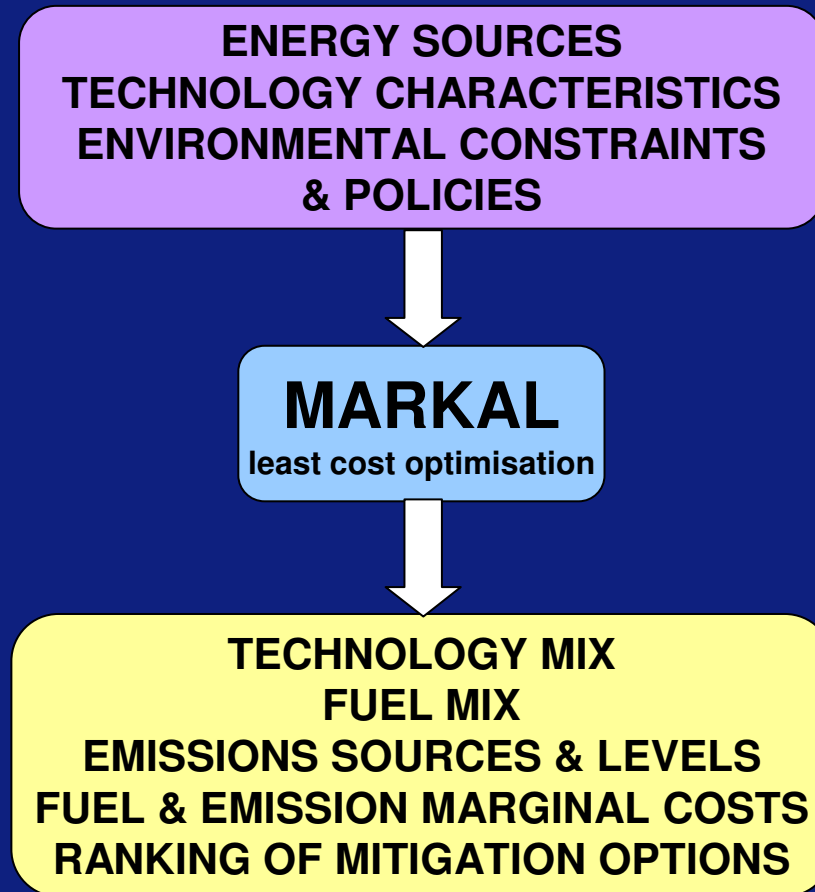 ENERGY SOURCES
TECHNOLOGY CHARACTERISTICS
ENVIRONMENTAL CONSTRAINTS
& POLICIES
MARKAL
least cost optimisation
TECHNOLOGY MIX
FUEL MIX
EMISSIONS SOURCES & LEVELS
FUEL & EMISSION MARGINAL COSTS
RANKING OF MITIGATION OPTIONS